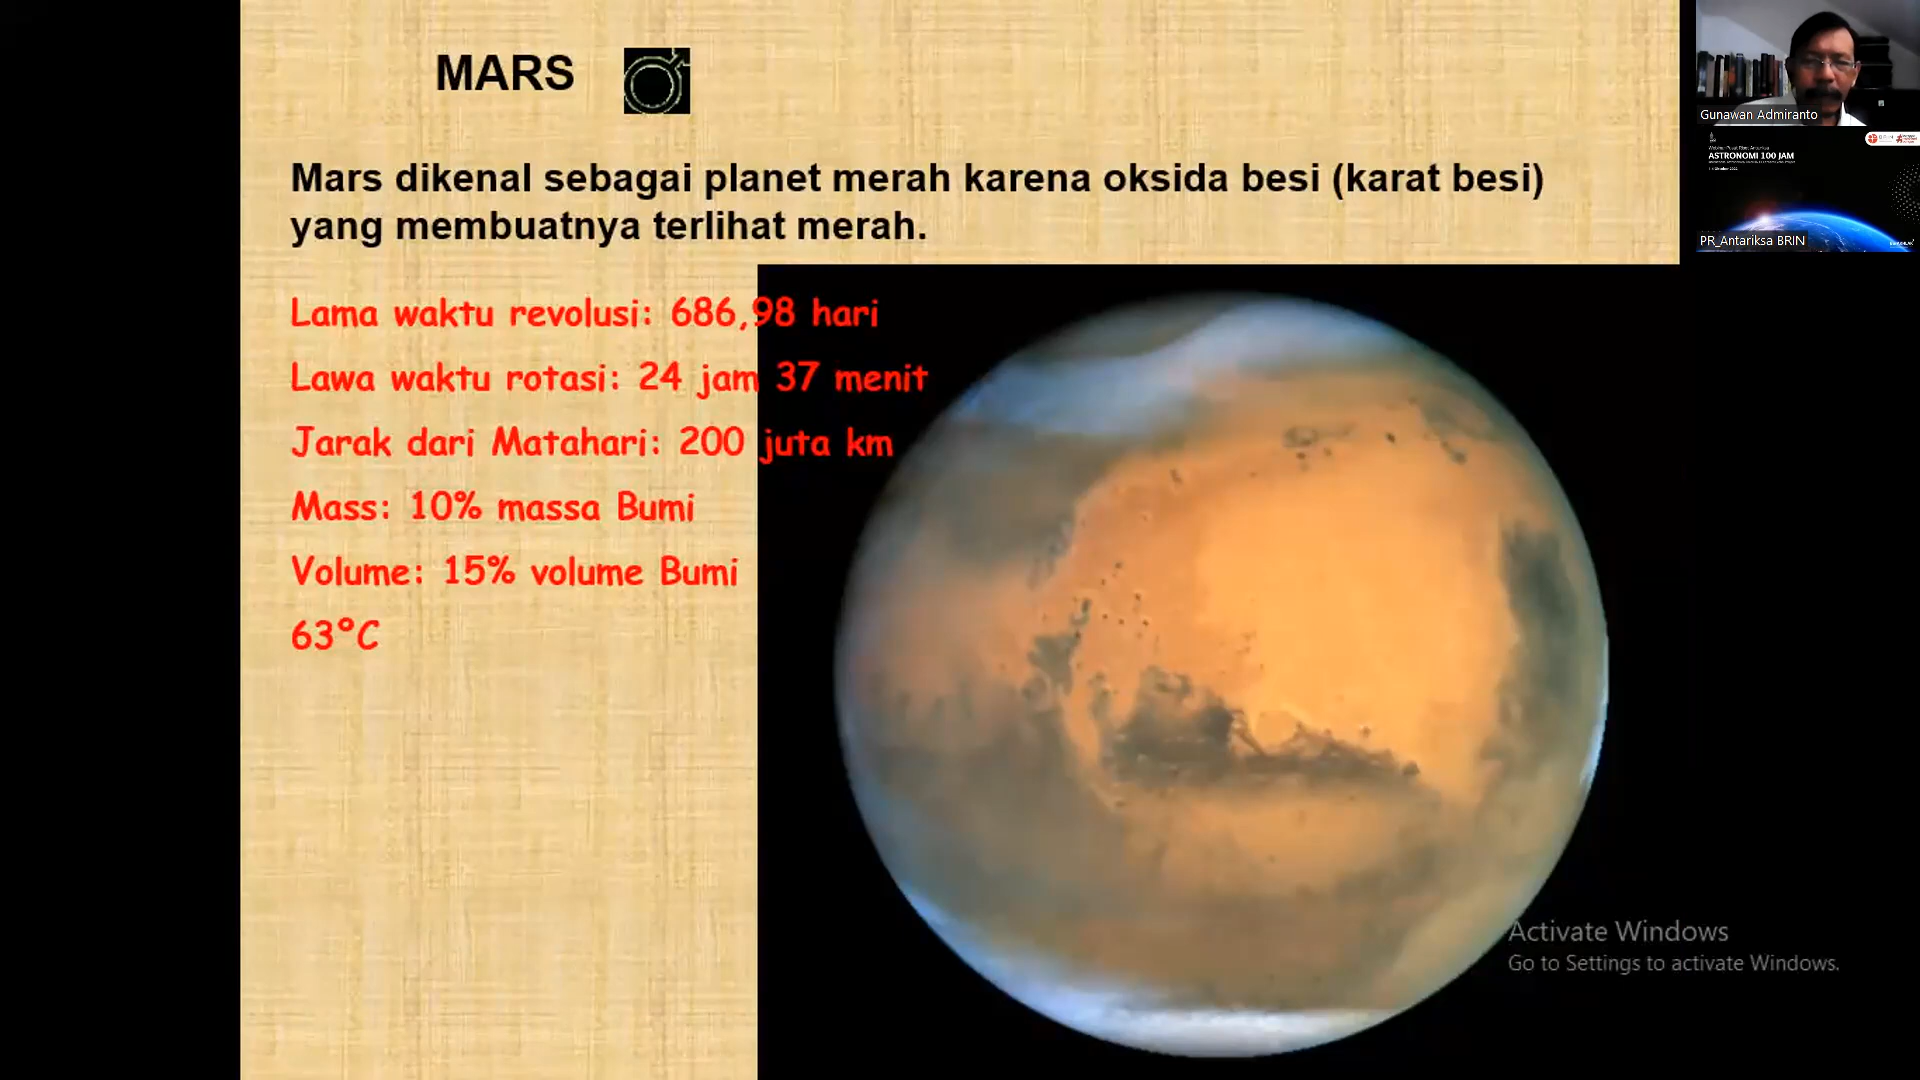 MARS
Mars dikenal sebagai planet merah karena oksida besi (karat besi)
yang membuatnya terlihat merah.
Lama waktu revolusi: 686,98 hari
Lawa waktu rotasi: 24 jam 37 menit
Jarak dari Matahari: 200 juta km
Mass: 10% massa Bumi
Volume: 15% volume Bumi
63°C
Activate Windows
Go to Settings to activate Windows.
Gunawan Admiranto
ASTRONOMI 100 JAM
PR_Antariksa BRIN